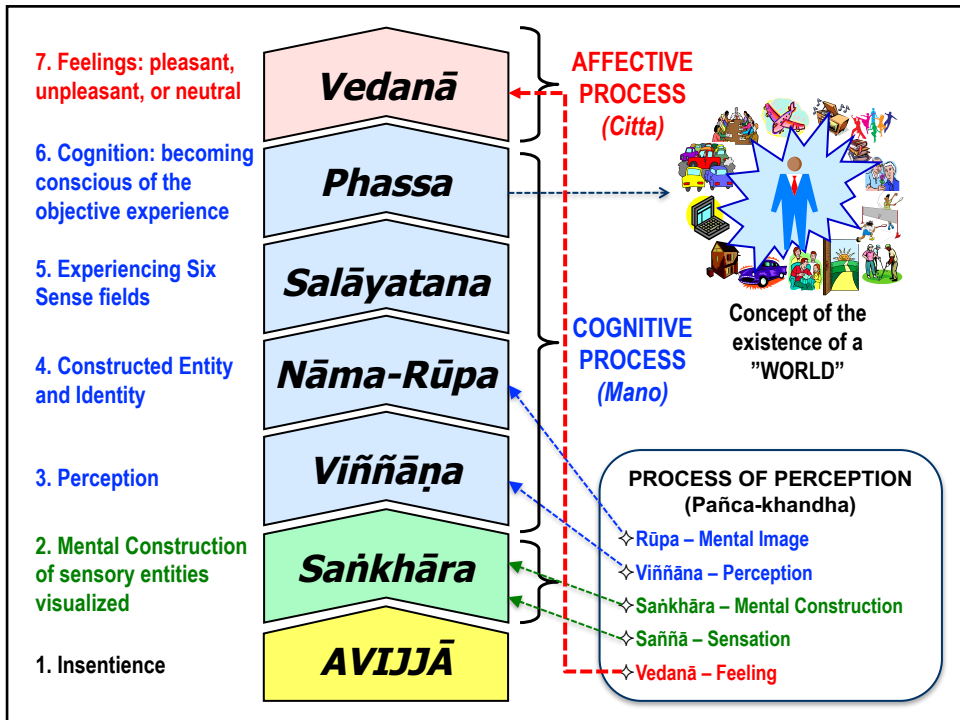 7. Feelings: pleasant,
unpleasant, or neutral
Vedanā
AFFECTIVE
PROCESS
(Citta)
6. Cognition: becoming
conscious of the
objective experience
Phassa
5. Experiencing Six
Sense fields
Salāyatana
Concept of the
existence of a
”WORLD”
COGNITIVE
PROCESS
(Mano)
4. Constructed Entity
and Identity
Nāma-Rūpa
3. Perception
Viññāṇa
2. Mental Construction
of sensory entities
visualized
Saṅkhāra
1. Insentience
AVIJJĀ
PROCESS OF PERCEPTION
(Pañca-khandha)
Rūpa – Mental Image
Viññāna – Perception
Saṅkhāra – Mental Construction
Saññā – Sensation
Vedanā – Feeling